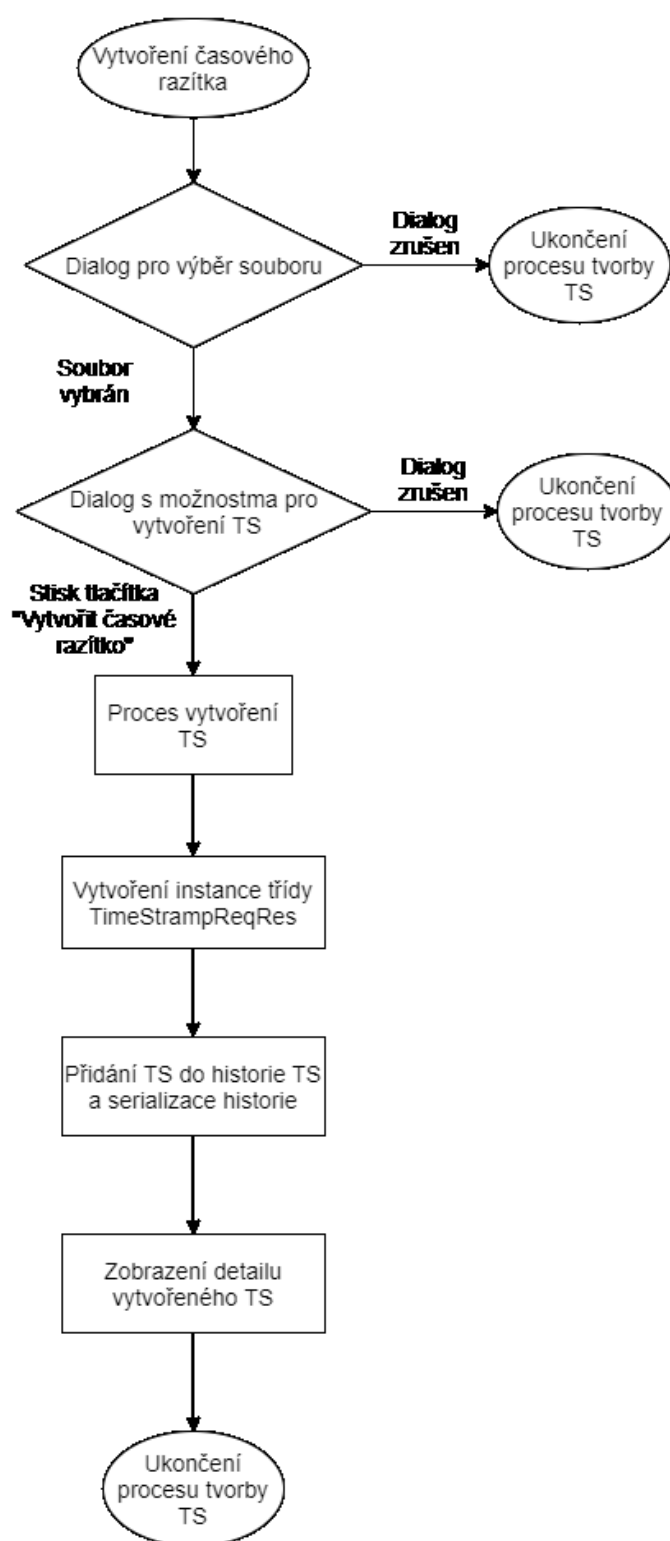 Vytvoření časového
razítka
Dialog pro výběr souboru
Dialog
zrušen
Ukončení
procesu tvorby
TS
Soubor
vybrán
Dialog s možnostma pro
vytvoření TS
Dialog
zrušen
Ukončení
procesu tvorby
TS
Stisk tlačítka
"Vytvořit časové
razítko"
Proces vytvoření
TS
Vytvoření instance třídy
TimeStrampReqRes
Přidání TS do historie TS
a serializace historie
Zobrazení detailu
vytvořeného TS
Ukončení
procesu tvorby
TS